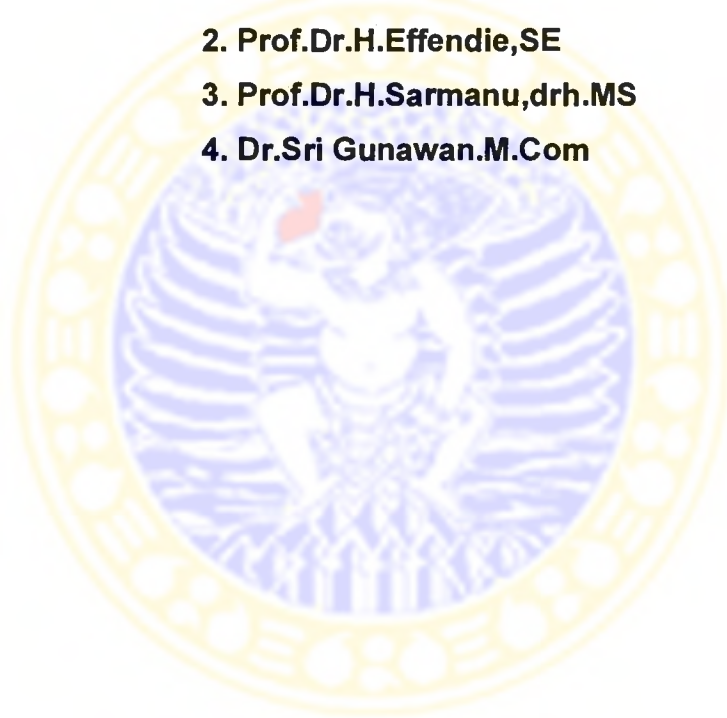 2. Prof.Dr.H.Effendie,SE
3. Prof.Dr.H.Sarmanu,drh.MS
4. Dr.Sri Gunawan.M.Com